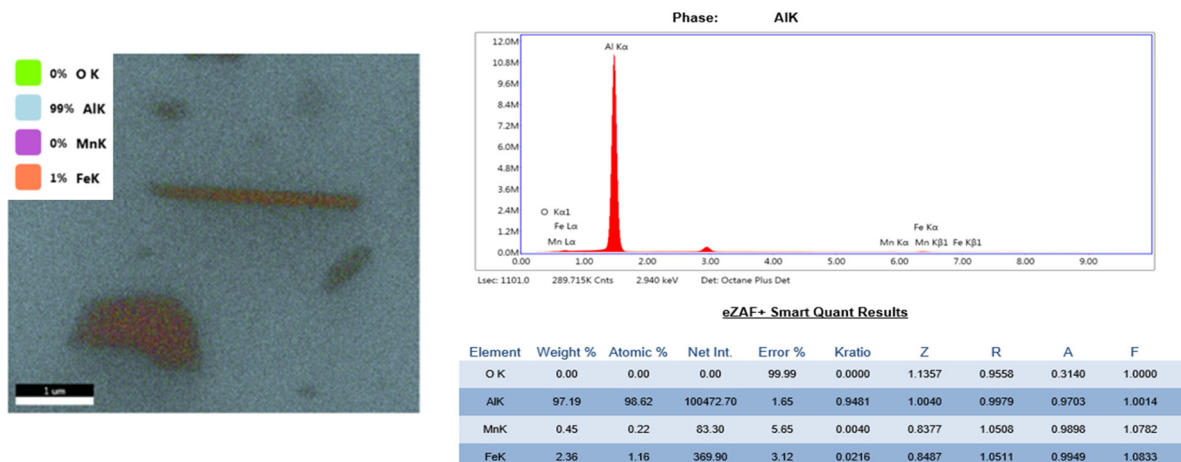 0% O K
99% AlK
0% MnK
1% FeK
1 um
Phase: AlK
12.0M
10.8M
9.6M
8.4M
7.2M
6.0M
4.8M
3.6M
2.4M
1.2M
0.0M
Al Kα
O Kα1
Fe Lα
Mn Lα
Fe Kα
Mn Kα Mn Kβ1 Fe Kβ1
0.00 1.00 2.00 3.00 4.00 5.00 6.00 7.00 8.00 9.00
Lsec: 1101.0 289.715K Cnts 2.940 keV Det: Octane Plus Det
eZAF+ Smart Quant Results
Element Weight % Atomic % Net Int. Error % Kratio Z R A F
O K 0.00 0.00 0.00 99.99 0.0000 1.1357 0.9558 0.3140 1.0000
AlK 97.19 98.62 100472.70 1.65 0.9481 1.0040 0.9979 0.9703 1.0014
MnK 0.45 0.22 83.30 5.65 0.0040 0.8377 1.0508 0.9898 1.0782
FeK 2.36 1.16 369.90 3.12 0.0216 0.8487 1.0511 0.9949 1.0833